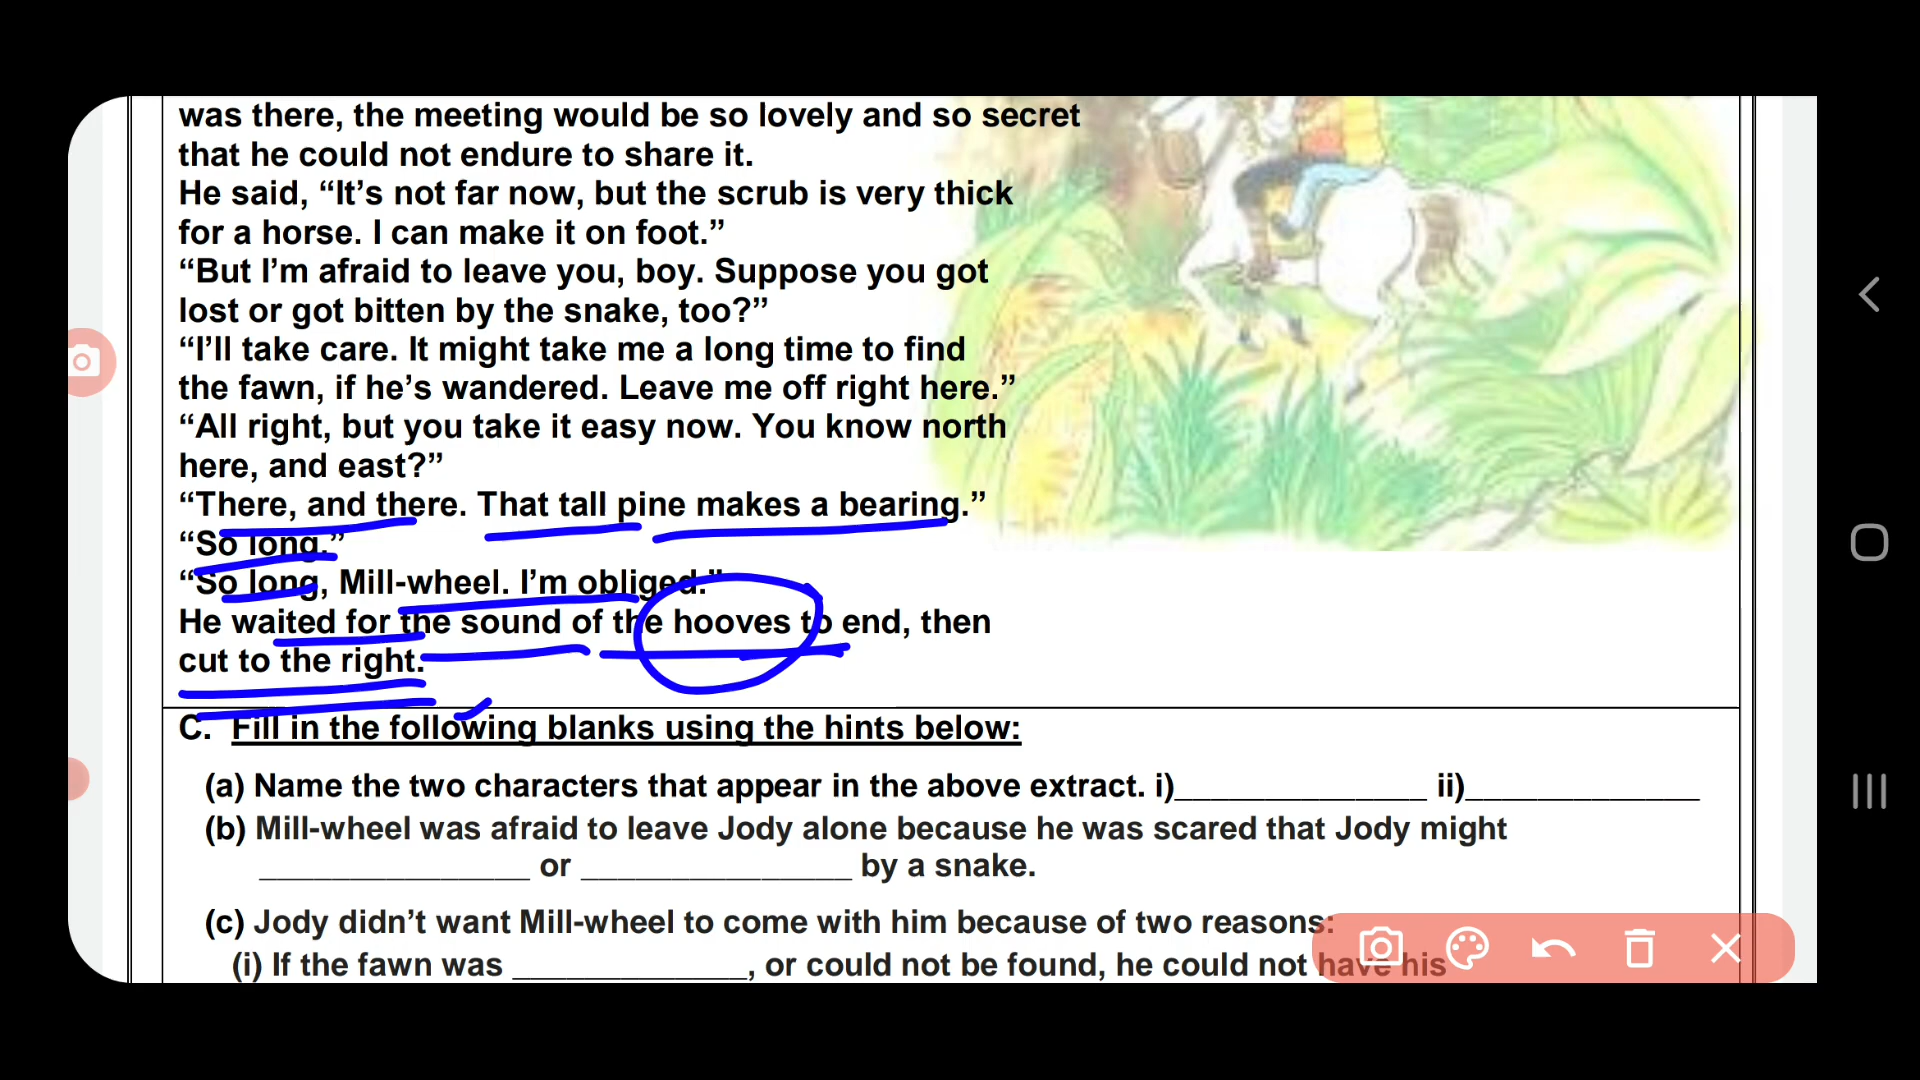 was there, the meeting would be so lovely and so secret
that he could not endure to share it.
He said, “It’s not far now, but the scrub is very thick
for a horse. I can make it on foot.”
“But I’m afraid to leave you, boy. Suppose you got
lost or got bitten by the snake, too?”
“I’ll take care. It might take me a long time to find
the fawn, if he’s wandered. Leave me off right here.”
“All right, but you take it easy now. You know north
here, and east?”
“There, and there. That tall pine makes a bearing.”
“So long.”
“So long, Mill-wheel. I’m obliged.”
He waited for the sound of the hooves to end, then
cut to the right.
C. Fill in the following blanks using the hints below:
(a) Name the two characters that appear in the above extract. i)______________ ii)_____________
(b) Mill-wheel was afraid to leave Jody alone because he was scared that Jody might
_______________ or _______________ by a snake.
(c) Jody didn’t want Mill-wheel to come with him because of two reasons:
(i) If the fawn was _____________, or could not be found, he could not have his